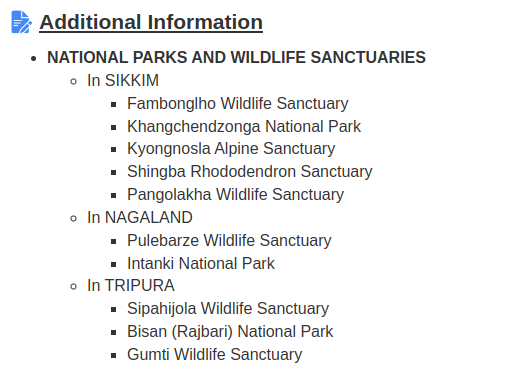 Additional Information
NATIONAL PARKS AND WILDLIFE SANCTUARIES
In SIKKIM
Fambonglho Wildlife Sanctuary
Khangchendzonga National Park
Kyongnosla Alpine Sanctuary
Shingba Rhododendron Sanctuary
Pangolakha Wildlife Sanctuary
In NAGALAND
Pulebarze Wildlife Sanctuary
Intanki National Park
In TRIPURA
Sipahijola Wildlife Sanctuary
Bisan (Rajbari) National Park
Gumti Wildlife Sanctuary